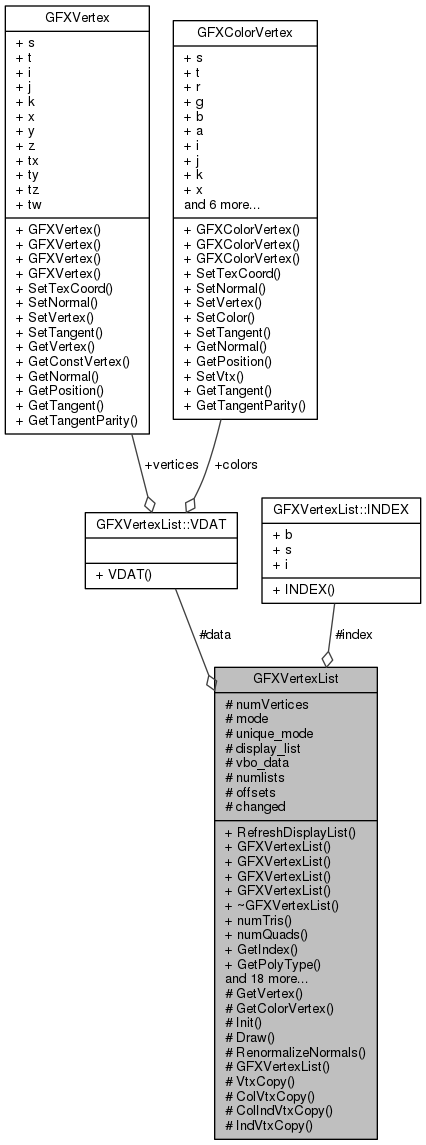 GFXVertex
+ s
+ t
+ i
+ j
+ k
+ x
+ y
+ z
+ tx
+ ty
+ tz
+ tw
+ GFXVertex()
+ GFXVertex()
+ GFXVertex()
+ GFXVertex()
+ SetTexCoord()
+ SetNormal()
+ SetVertex()
+ SetTangent()
+ GetVertex()
+ GetConstVertex()
+ GetNormal()
+ GetPosition()
+ GetTangent()
+ GetTangentParity()
GFXColorVertex
+ s
+ t
+ r
+ g
+ b
+ a
+ i
+ j
+ k
+ x
and 6 more...
+ GFXColorVertex()
+ GFXColorVertex()
+ GFXColorVertex()
+ SetTexCoord()
+ SetNormal()
+ SetVertex()
+ SetColor()
+ SetTangent()
+ GetNormal()
+ GetPosition()
+ SetVtx()
+ GetTangent()
+ GetTangentParity()
+vertices
+colors
GFXVertexList::VDAT
+ VDAT()
GFXVertexList::INDEX
+ b
+ s
+ i
+ INDEX()
#data
#index
GFXVertexList
# numVertices
# mode
# unique_mode
# display_list
# vbo_data
# numlists
# offsets
# changed
+ RefreshDisplayList()
+ GFXVertexList()
+ GFXVertexList()
+ GFXVertexList()
+ GFXVertexList()
+ ~GFXVertexList()
+ numTris()
+ numQuads()
+ GetIndex()
+ GetPolyType()
and 18 more...
# GetVertex()
# GetColorVertex()
# Init()
# Draw()
# RenormalizeNormals()
# GFXVertexList()
# VtxCopy()
# ColVtxCopy()
# ColIndVtxCopy()
# IndVtxCopy()